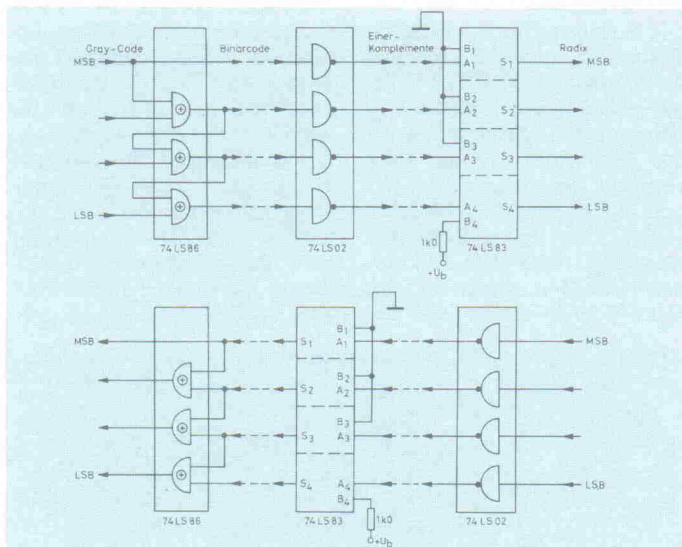 Gray-Code Binärcode Einer- Radix
MSB Komplemente MSB
B1
A1 S1
B2
A2 S2
B3
A3 S3
LSB A4 S4 LSB
B4
1k0
+Ub
74LS86 74LS02 74LS83
MSB S1 B1 MSB
A1
B2
S2 A2
B3
S3 A3
LSB S4 A4 LSB
B4
74LS86 74LS83 1k0 74LS02
+Ub